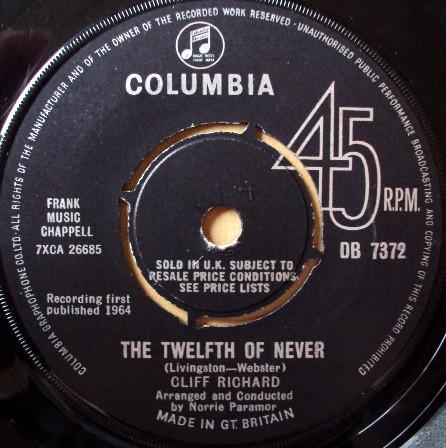 COLUMBIA GRAPHOPHONE CO.LTD·ALL RIGHTS OF THE MANUFACTURER AND OF THE OWNER OF THE RECORDED WORK RESERVED·UNAUTHORISED PUBLIC PERFORMANCE BROADCASTING AND COPYING OF THIS RECORD PROHIBITED
COLUMBIA
45
R.P.M.
FRANK
MUSIC
CHAPPELL
7XCA 26685
DB 7372
SOLD IN U.K. SUBJECT TO
RESALE PRICE CONDITIONS,
SEE PRICE LISTS
Recording first
published 1964
THE TWELFTH OF NEVER
(Livingston—Webster)
CLIFF RICHARD
Arranged and Conducted
by Norrie Paramor
MADE IN GT. BRITAIN